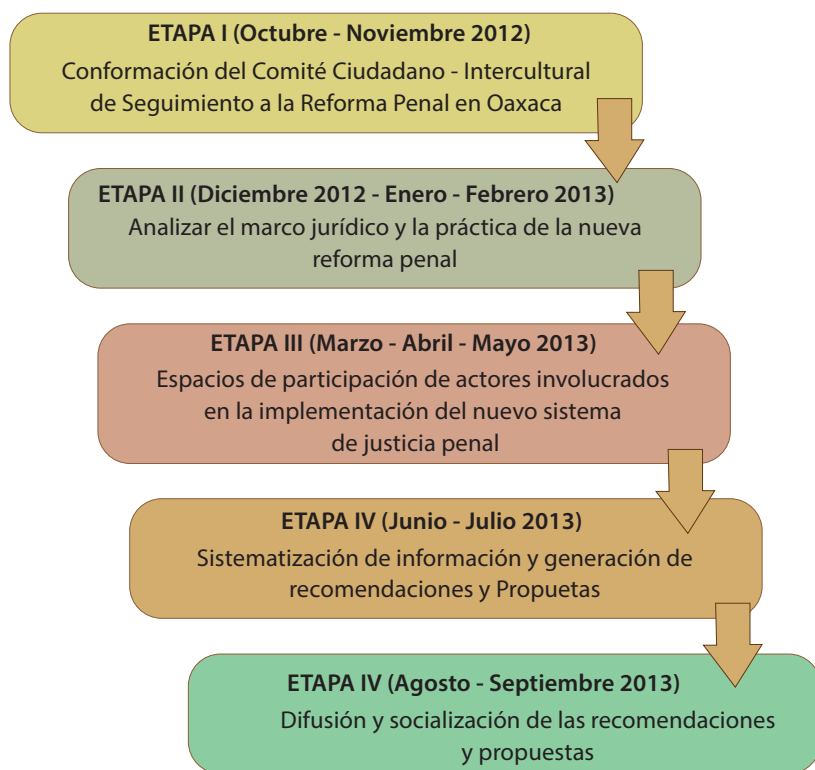 ETAPA I (Octubre - Noviembre 2012)
Conformación del Comité Ciudadano - Intercultural
de Seguimiento a la Reforma Penal en Oaxaca
ETAPA II (Diciembre 2012 - Enero - Febrero 2013)
Analizar el marco jurídico y la práctica de la nueva
reforma penal
ETAPA III (Marzo - Abril - Mayo 2013)
Espacios de participación de actores involucrados
en la implementación del nuevo sistema
de justicia penal
ETAPA IV (Junio - Julio 2013)
Sistematización de información y generación de
recomendaciones y Propuetas
ETAPA IV (Agosto - Septiembre 2013)
Difusión y socialización de las recomendaciones
y propuestas